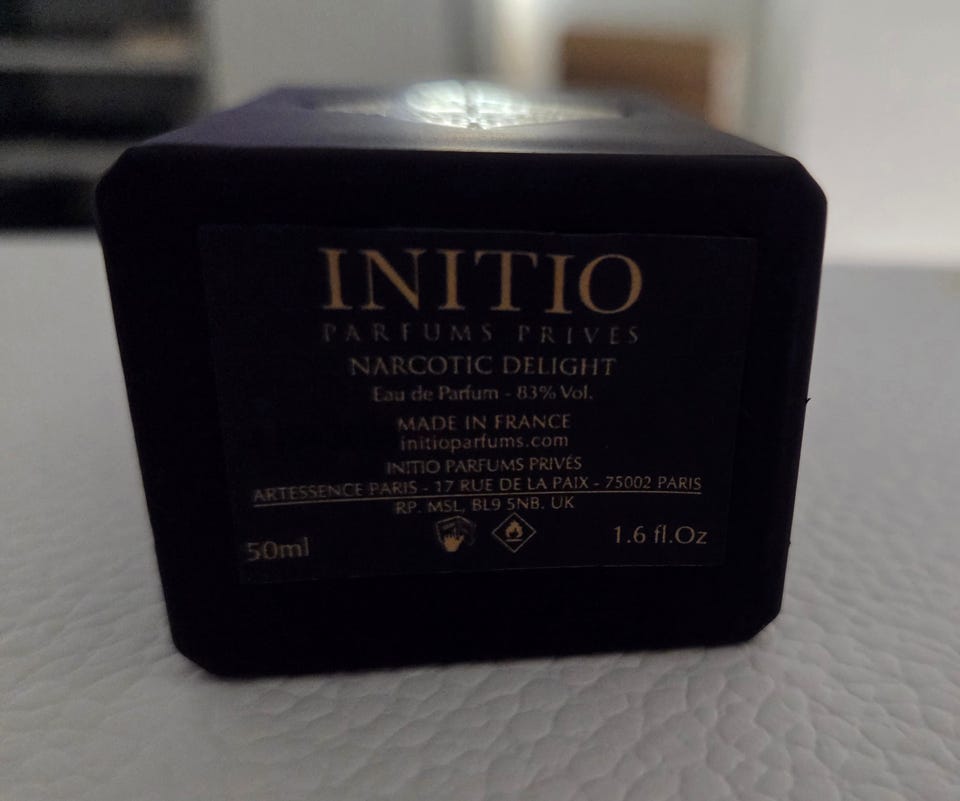 INITIO
PARFUMS PRIVES
NARCOTIC DELIGHT
Eau de Parfum - 83% Vol.
MADE IN FRANCE
initioparfums.com
INITIO PARFUMS PRIVÉS
ARTESSENCE PARIS - 17 RUE DE LA PAIX - 75002 PARIS
RP. MSL, BL9 5NB. UK
50ml 1.6 fl.Oz